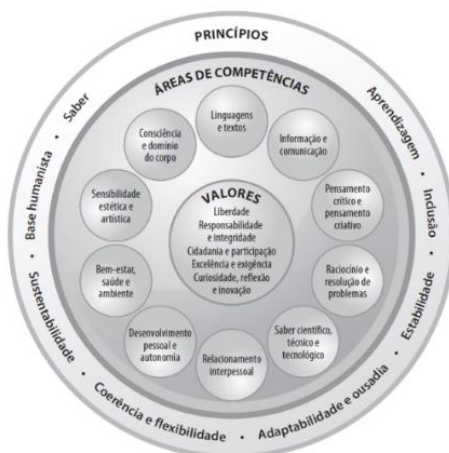 PRINCÍPIOS
Aprendizagem • Inclusão • Estabilidade • Adaptabilidade e ousadia • Coerência e flexibilidade • Sustentabilidade • Base humanista • Saber
ÁREAS DE COMPETÊNCIAS
Linguagens
e textos
Informação e
comunicação
Pensamento
crítico e
pensamento
criativo
Raciocínio e
resolução de
problemas
Saber científico,
técnico e
tecnológico
Relacionamento
interpessoal
Desenvolvimento
pessoal e
autonomia
Bem-estar,
saúde e
ambiente
Sensibilidade
estética e
artística
Consciência
e domínio
do corpo
VALORES
Liberdade
Responsabilidade
e integridade
Cidadania e participação
Excelência e exigência
Curiosidade, reflexão
e inovação